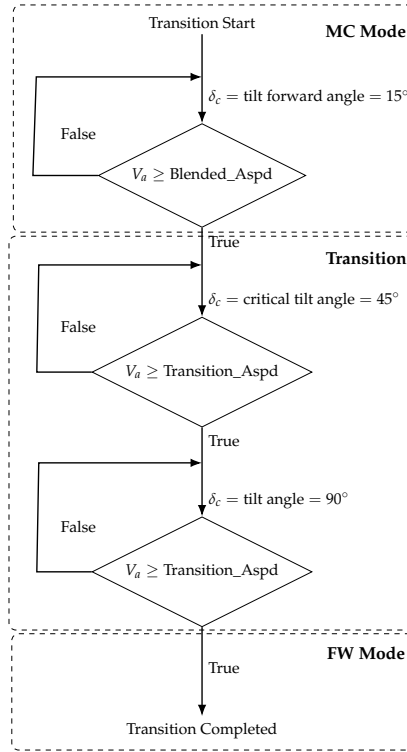 Transition Start
MC Mode
δc = tilt forward angle = 15°
False
Va ≥ Blended_Aspd
True
Transition
δc = critical tilt angle = 45°
False
Va ≥ Transition_Aspd
True
δc = tilt angle = 90°
False
Va ≥ Transition_Aspd
FW Mode
True
Transition Completed